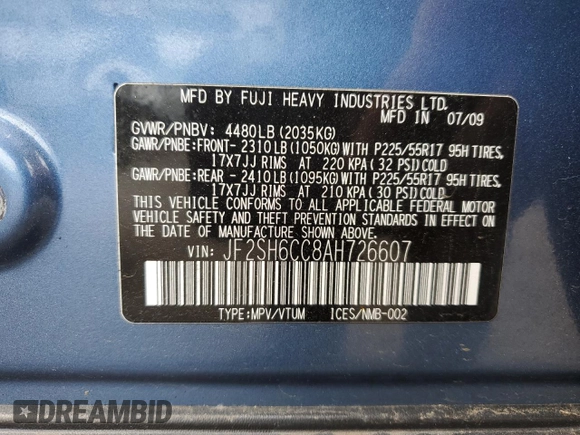 MFD BY FUJI HEAVY INDUSTRIES LTD.
MFD IN 07/09
GVWR/PNBV: 4480LB(2035KG)
GAWR/PNBE:FRONT- 2310LB(1050KG)WITH P225/55R17 95H TIRES,
17X7JJ RIMS AT 220 KPA(32 PSI)COLD
GAWR/PNBE:REAR - 2410LB(1095KG)WITH P225/55R17 95H TIRES,
17X7JJ RIMS AT 210 KPA(30 PSI)COLD.
THIS VEHICLE CONFORMS TO ALL APPLICABLE FEDERAL MOTOR
VEHICLE SAFETY AND THEFT PREVENTION STANDARDS IN EFFECT ON
THE DATE OF MANUFACTURE SHOWN ABOVE.
VIN: JF2SH6CC8AH726607
TYPE:MPV/VTUM ICES/NMB-002
DREAMBID